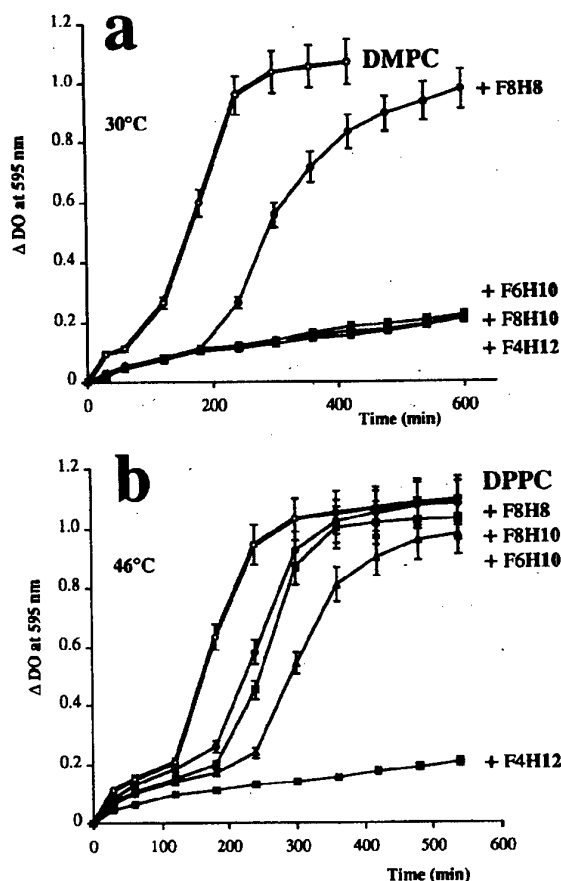 a
1.2
1.0
0.8
0.6
0.4
0.2
0
Δ DO at 595 nm
30°C
DMPC
+ F8H8
+ F6H10
+ F8H10
+ F4H12
0
200
400
600
Time (min)
b
1.2
1.0
0.8
0.6
0.4
0.2
0
Δ DO at 595 nm
46°C
DPPC
+ F8H8
+ F8H10
+ F6H10
+ F4H12
0
100
200
300
400
500
600
Time (min)